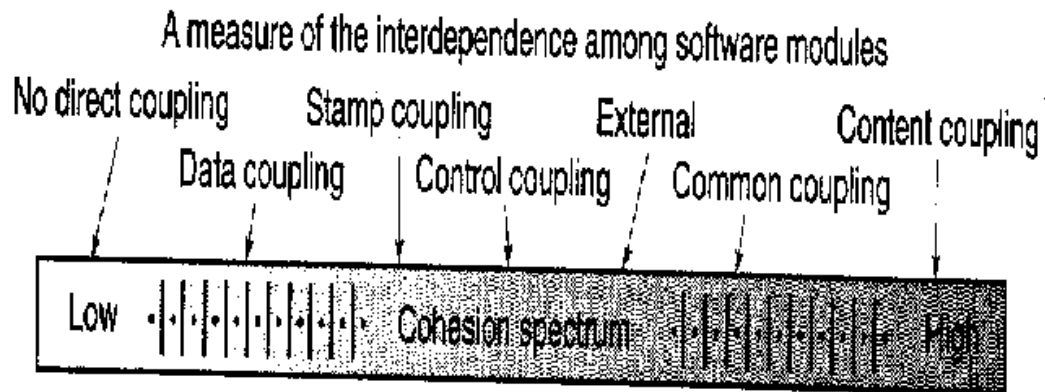 A measure of the interdependence among software modules
No direct coupling
Stamp coupling
External
Content coupling
Data coupling
Control coupling
Common coupling
Low
Cohesion spectrum
High